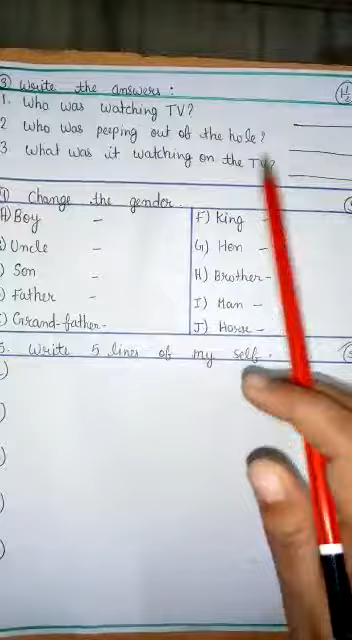 ③ Write the answers:
1. Who was watching TV?
2 Who was peeping out of the hole?
3. What was it watching on the TV?
Change the gender.
A) Boy -
F) King -
Uncle -
G) Hen -
) Son -
H) Brother-
) Father -
I) Man -
) Grand-father-
J) Horse -
5. Write 5 lines of my self.
)
)
)
)
)